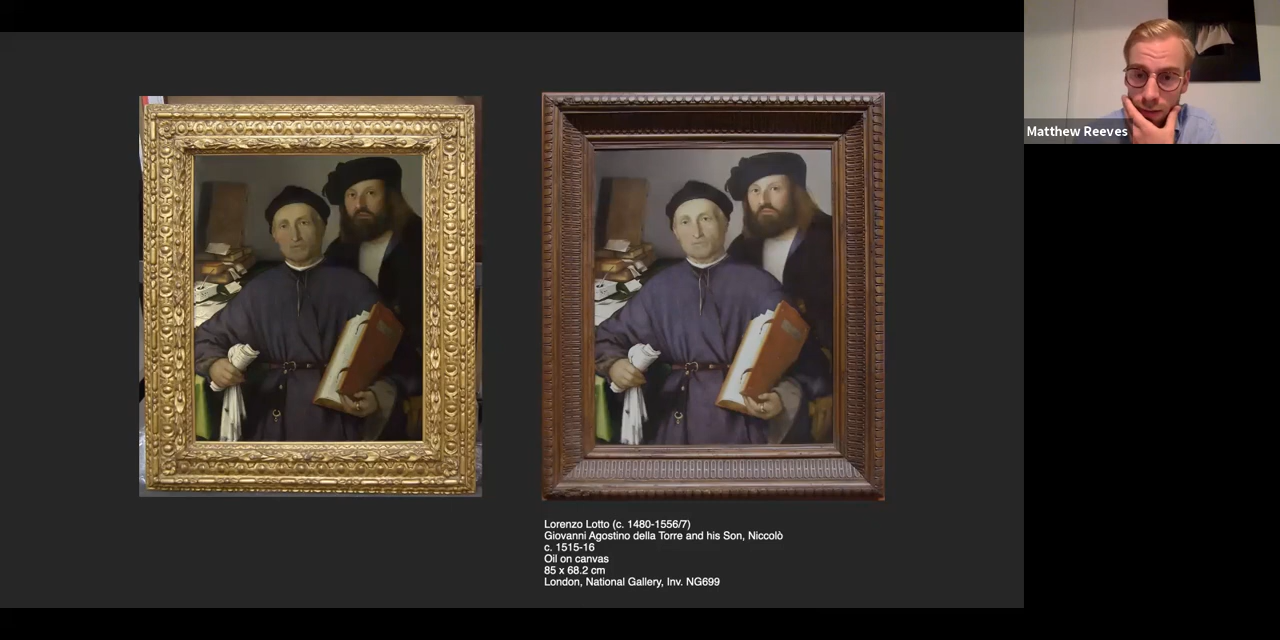 Matthew Reeves
Lorenzo Lotto (c. 1480-1556/7)
Giovanni Agostino della Torre and his Son, Niccolò
c. 1515-16
Oil on canvas
85 x 68.2 cm
London, National Gallery, Inv. NG699